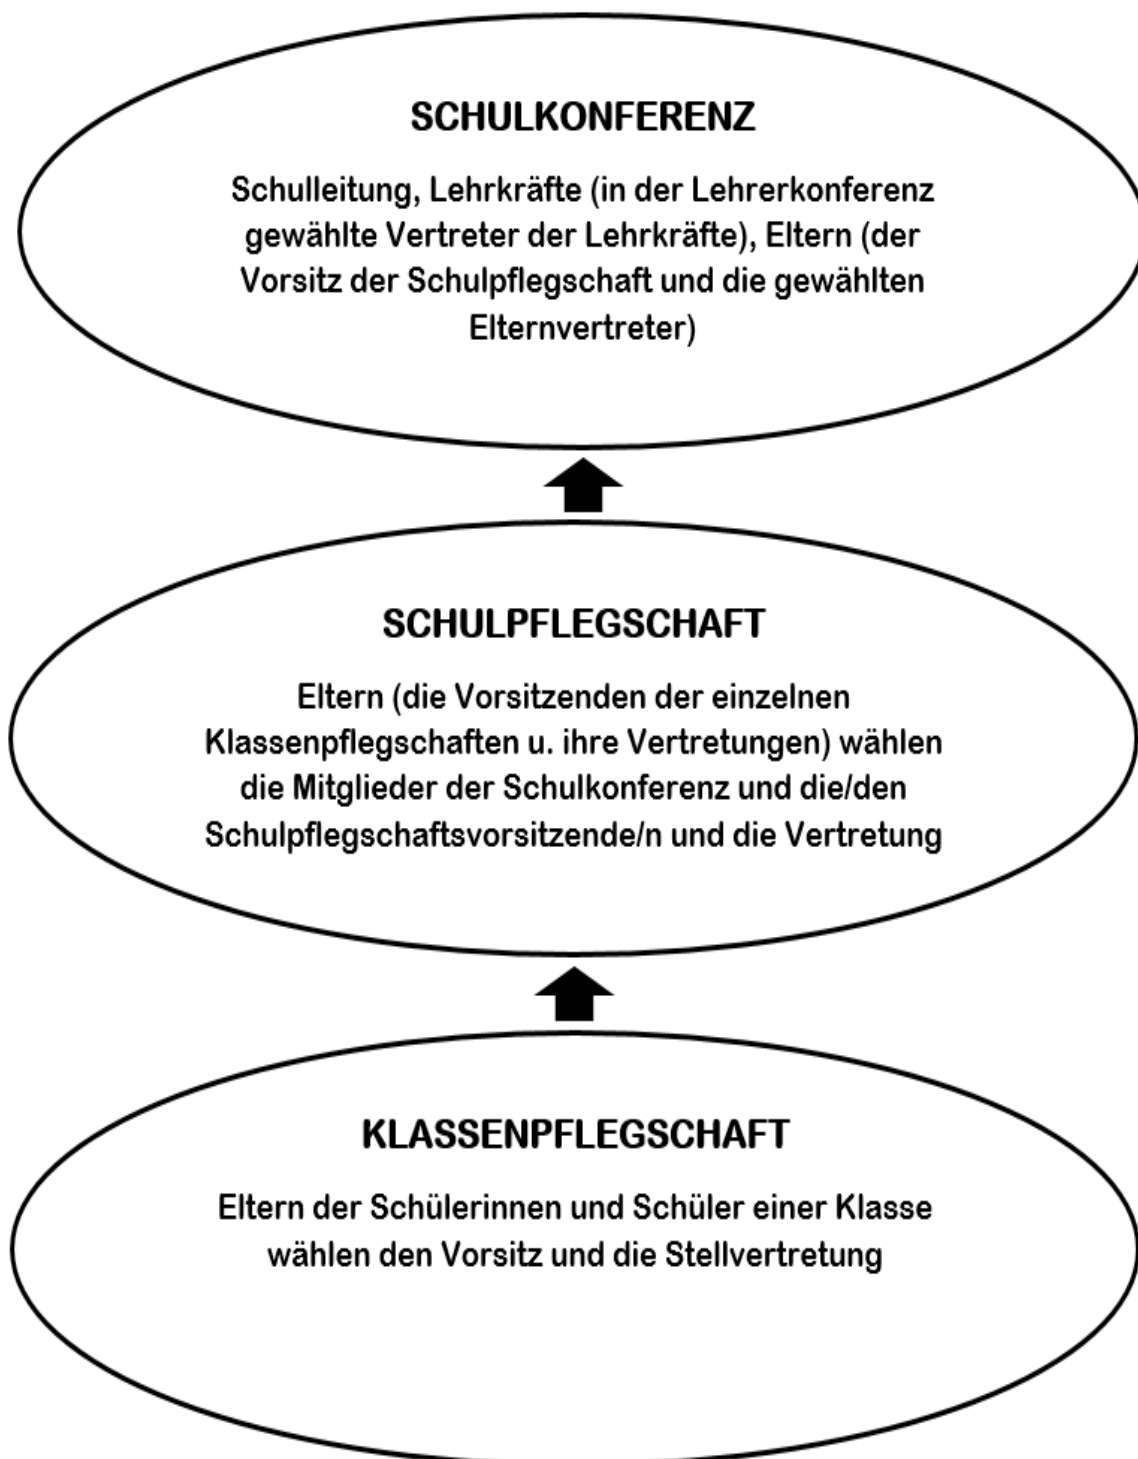 SCHULKONFERENZ
Schulleitung, Lehrkräfte (in der Lehrerkonferenz
gewählte Vertreter der Lehrkräfte), Eltern (der
Vorsitz der Schulpflegschaft und die gewählten
Elternvertreter)
SCHULPFLEGSCHAFT
Eltern (die Vorsitzenden der einzelnen
Klassenpflegschaften u. ihre Vertretungen) wählen
die Mitglieder der Schulkonferenz und die/den
Schulpflegschaftsvorsitzende/n und die Vertretung
KLASSENPFLEGSCHAFT
Eltern der Schülerinnen und Schüler einer Klasse
wählen den Vorsitz und die Stellvertretung